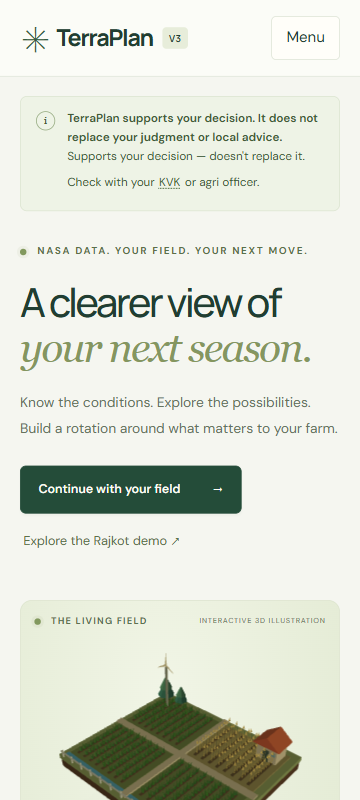 TerraPlan V3
Menu
i
TerraPlan supports your decision. It does not
replace your judgment or local advice.
Supports your decision — doesn't replace it.
Check with your KVK or agri officer.
NASA DATA. YOUR FIELD. YOUR NEXT MOVE.
A clearer view of
your next season.
Know the conditions. Explore the possibilities.
Build a rotation around what matters to your farm.
Continue with your field →
Explore the Rajkot demo ↗
THE LIVING FIELD
INTERACTIVE 3D ILLUSTRATION